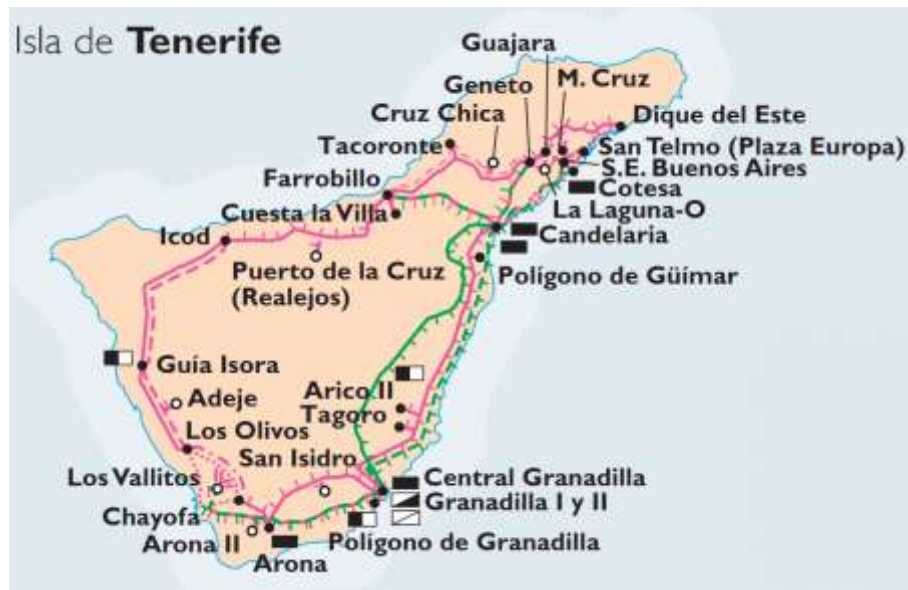 Isla de Tenerife
Guajara
Geneto
M. Cruz
Cruz Chica
Dique del Este
Tacoronte
San Telmo (Plaza Europa)
S.E. Buenos Aires
Farrobillo
Cotesa
Cuesta la Villa
La Laguna-O
Icod
Candelaria
Puerto de la Cruz
(Realejos)
Polígono de Güímar
Guía Isora
Adeje
Arico II
Tagoro
Los Olivos
San Isidro
Los Vallitos
Central Granadilla
Granadilla I y II
Chayofa
Arona II
Polígono de Granadilla
Arona